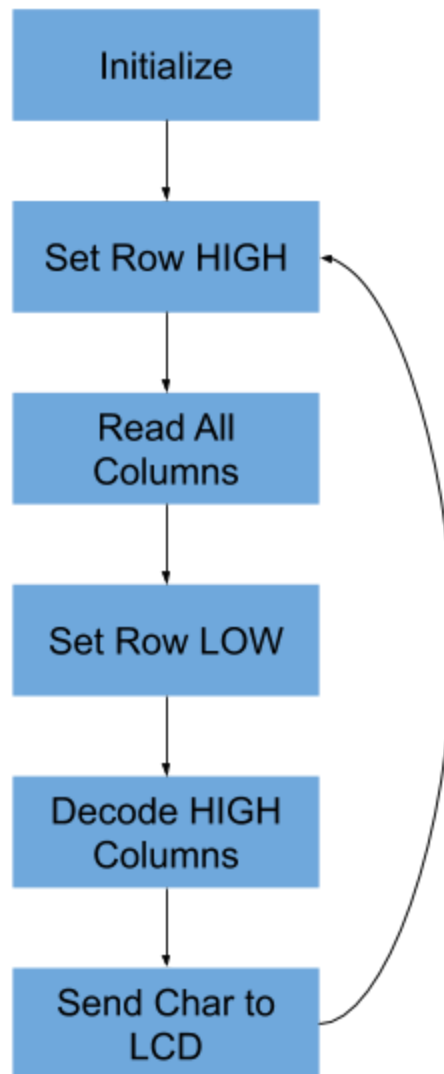 Initialize
Set Row HIGH
Read All
Columns
Set Row LOW
Decode HIGH
Columns
Send Char to
LCD